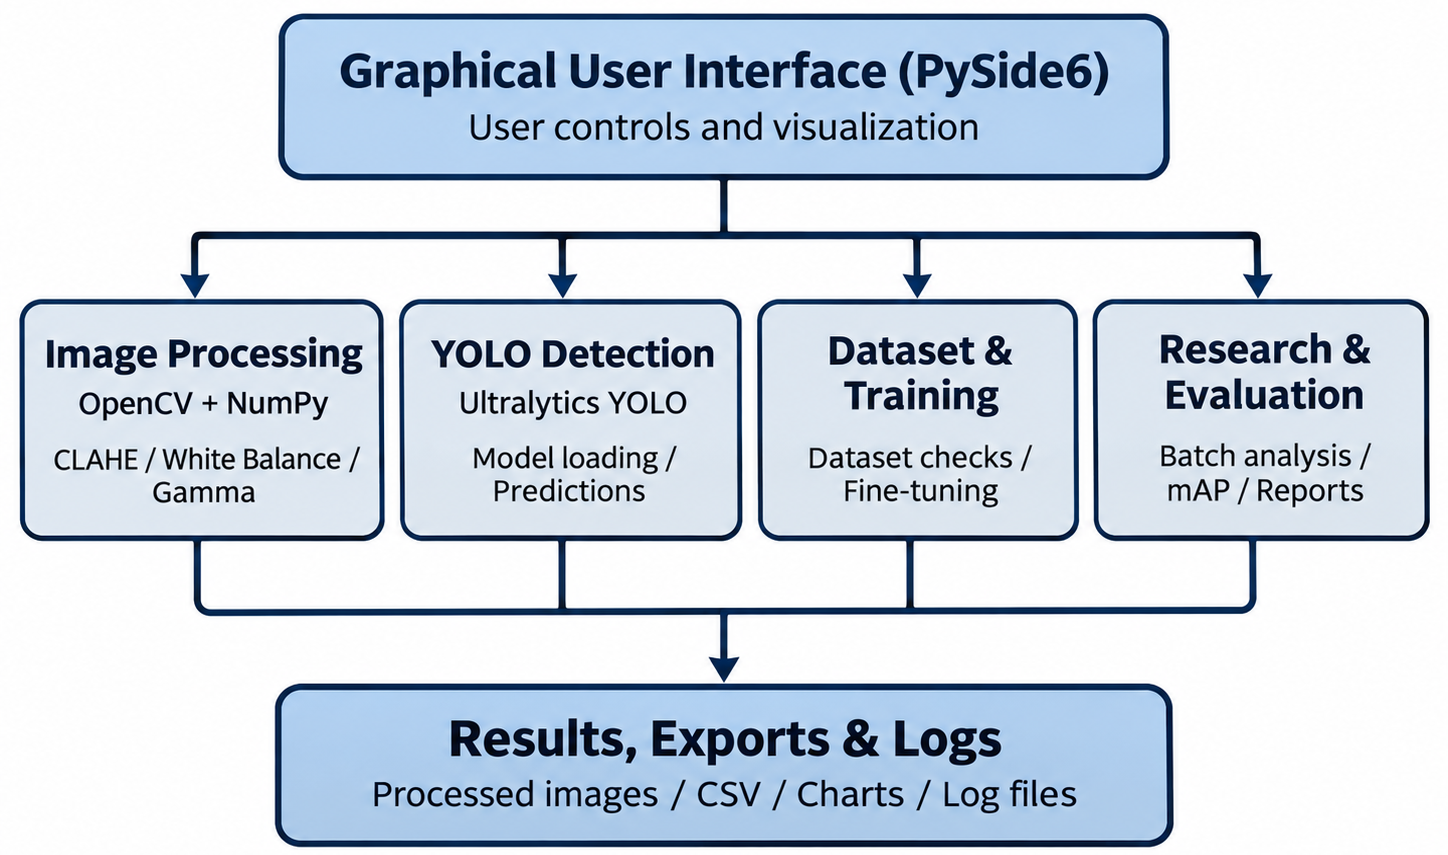 Graphical User Interface (PySide6)
User controls and visualization
Image Processing
OpenCV + NumPy
CLAHE / White Balance /
Gamma
YOLO Detection
Ultralytics YOLO
Model loading /
Predictions
Dataset &
Training
Dataset checks /
Fine-tuning
Research &
Evaluation
Batch analysis /
mAP / Reports
Results, Exports & Logs
Processed images / CSV / Charts / Log files